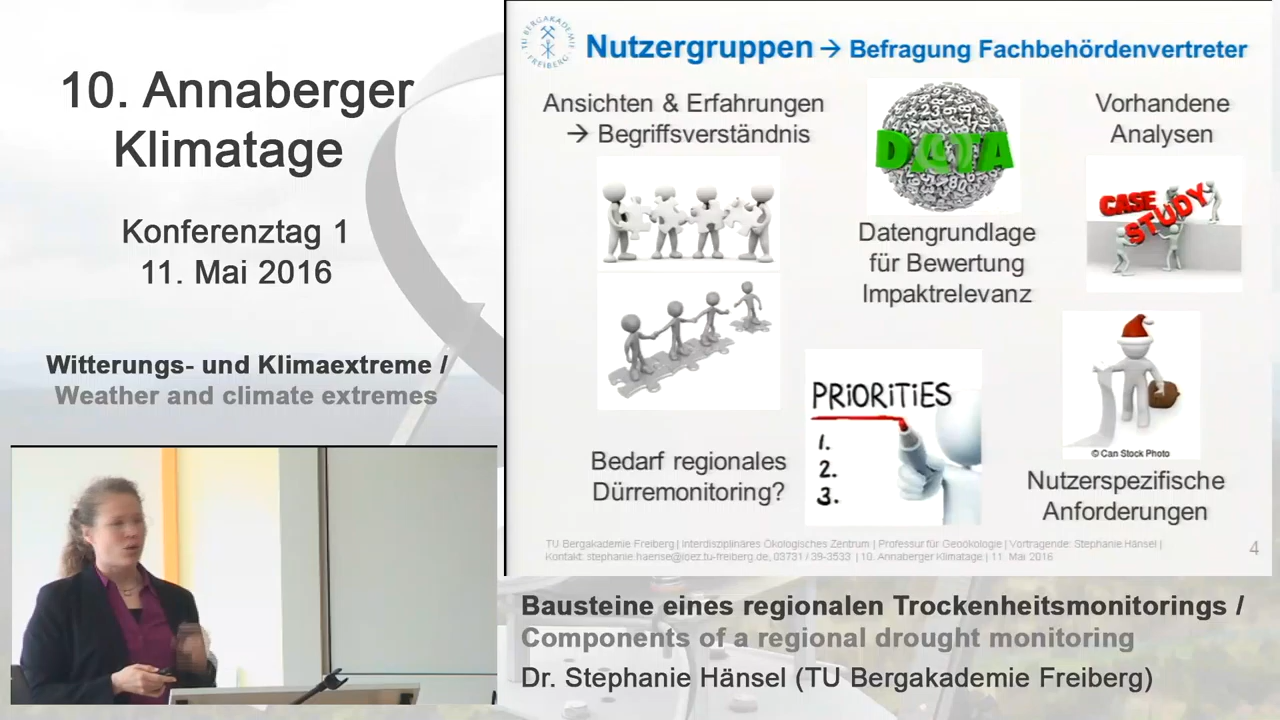 10. Annaberger
Klimatage
Konferenztag 1
11. Mai 2016
Witterungs- und Klimaextreme /
Weather and climate extremes
TU BERGAKADEMIE
FREIBERG
Nutzergruppen → Befragung Fachbehördenvertreter
Ansichten & Erfahrungen
→ Begriffsverständnis
DATA
Datengrundlage
für Bewertung
Impaktrelevanz
Vorhandene
Analysen
CASE
STUDY
Bedarf regionales
Dürremonitoring?
PRiORiTiES
1.
2.
3.
© Can Stock Photo
Nutzerspezifische
Anforderungen
TU Bergakademie Freiberg | Interdisziplinäres Ökologisches Zentrum | Professur für Geoökologie | Vortragende: Stephanie Hänsel |
Kontakt: stephanie.haense@ioez.tu-freiberg.de, 03731 / 39-3533 | 10. Annaberger Klimatage | 11. Mai 2016
4
Bausteine eines regionalen Trockenheitsmonitorings /
Components of a regional drought monitoring
Dr. Stephanie Hänsel (TU Bergakademie Freiberg)